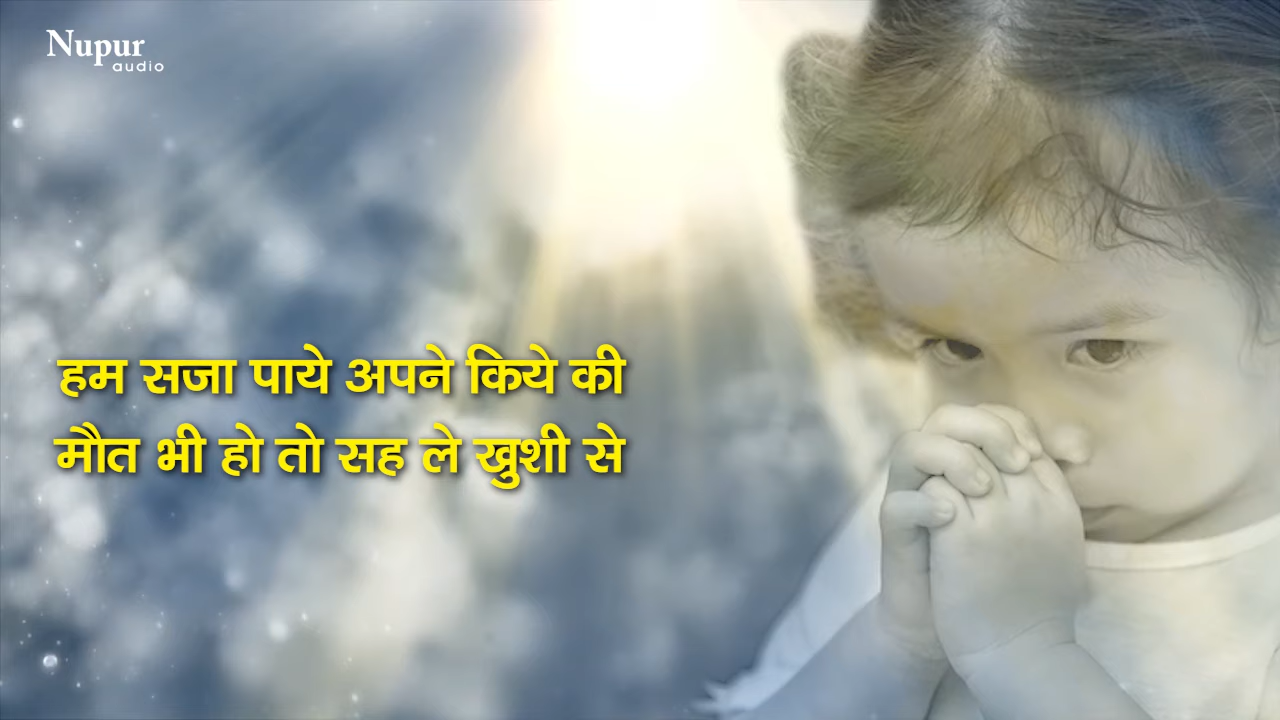 Nupur
audio
हम सजा पाये अपने किये की
मौत भी हो तो सह ले खुशी से